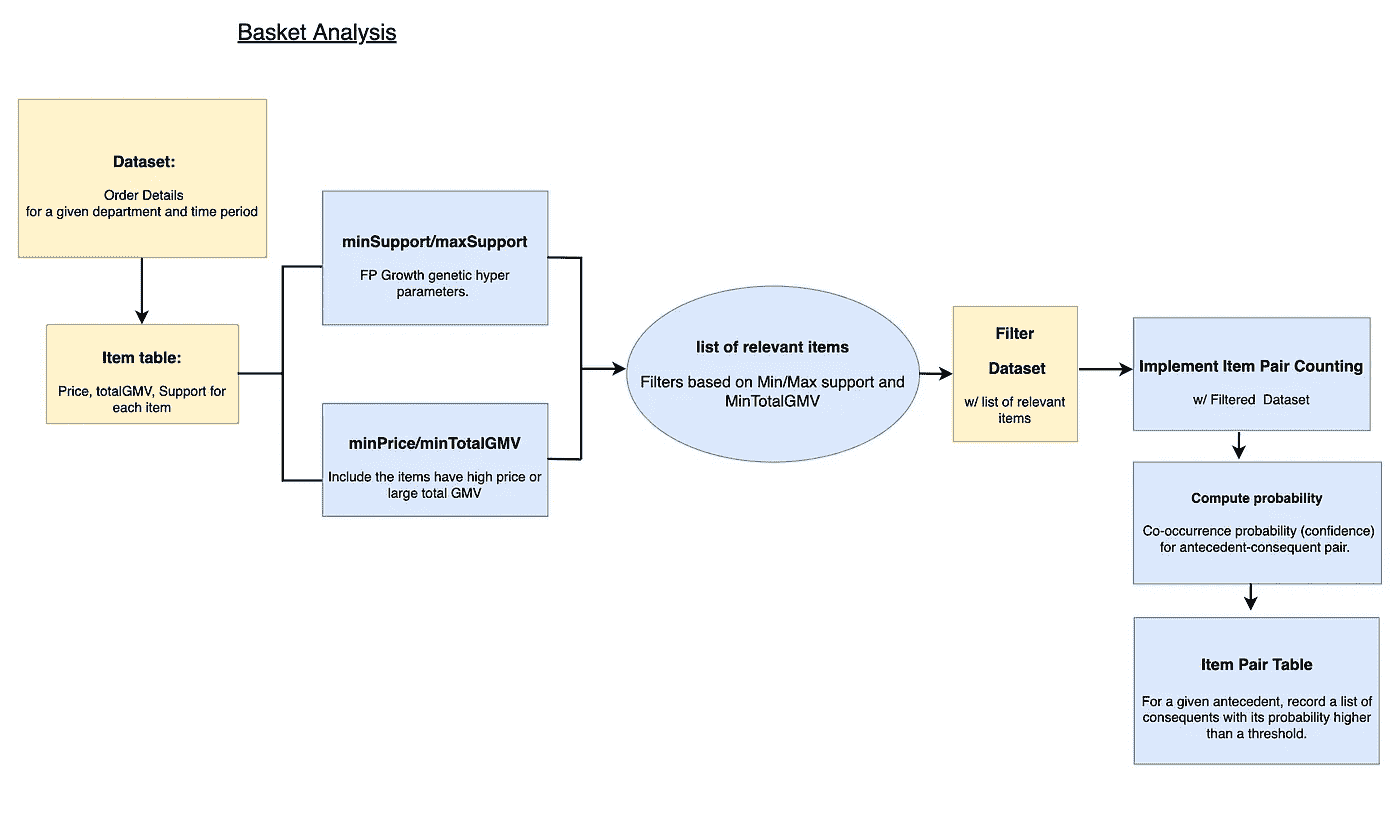 Basket Analysis
Dataset:
Order Details
for a given department and time period
Item table:
Price, totalGMV, Support for
each item
minSupport/maxSupport
FP Growth genetic hyper
parameters.
minPrice/minTotalGMV
Include the items have high price or
large total GMV
list of relevant items
Filters based on Min/Max support and
MinTotalGMV
Filter
Dataset
w/ list of relevant
items
Implement Item Pair Counting
w/ Filtered Dataset
Compute probability
Co-occurrence probability (confidence)
for antecedent-consequent pair.
Item Pair Table
For a given antecedent, record a list of
consequents with its probability higher
than a threshold.